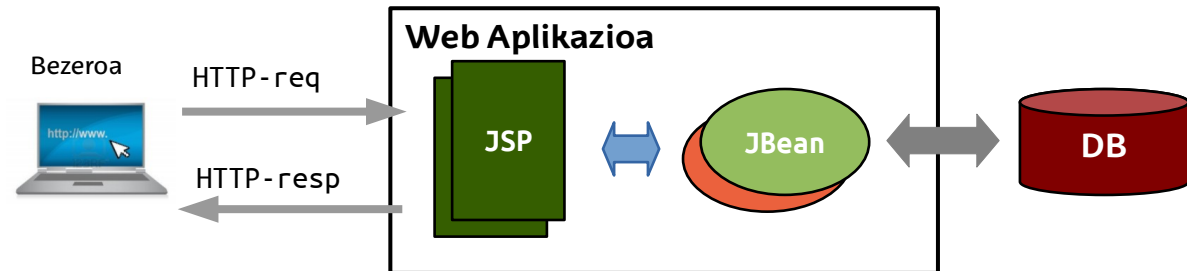 Web Aplikazioa
Bezeroa
HTTP-req
http://www.
JSP
JBean
DB
HTTP-resp